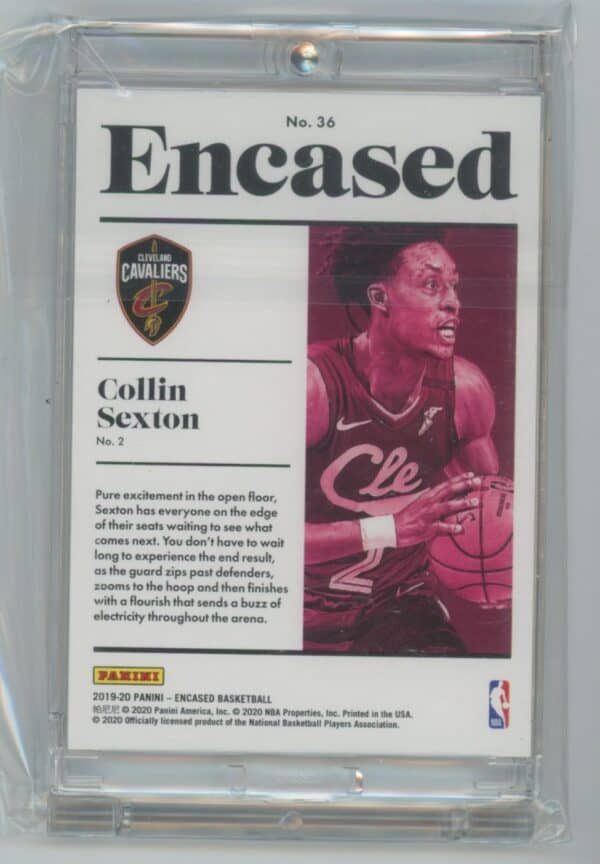 No. 36
Encased
CLEVELAND
CAVALIERS
C
Collin
Sexton
No. 2
Cle
2
Pure excitement in the open floor,
Sexton has everyone on the edge
of their seats waiting to see what
comes next. You don't have to wait
long to experience the end result,
as the guard zips past defenders,
zooms to the hoop and then finishes
with a flourish that sends a buzz of
electricity throughout the arena.
PANINI
2019-20 PANINI – ENCASED BASKETBALL
帕尼尼 © 2020 Panini America, Inc. © 2020 NBA Properties, Inc. Printed in the USA.
© 2020 Officially licensed product of the National Basketball Players Association.
NBA